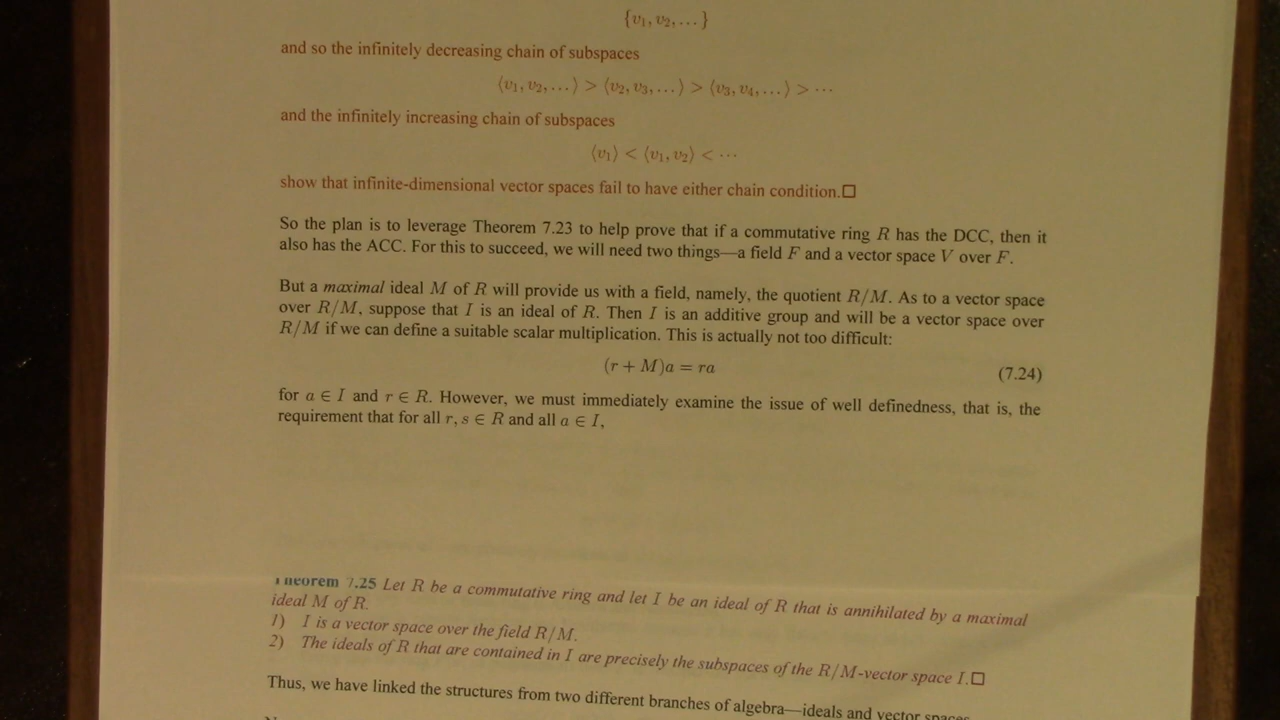 {v₁, v₂, … }
and so the infinitely decreasing chain of subspaces
⟨v₁, v₂, … ⟩ > ⟨v₂, v₃, … ⟩ > ⟨v₃, v₄, … ⟩ > ⋯
and the infinitely increasing chain of subspaces
⟨v₁⟩ < ⟨v₁, v₂⟩ < ⋯
show that infinite-dimensional vector spaces fail to have either chain condition.□
So the plan is to leverage Theorem 7.23 to help prove that if a commutative ring R has the DCC, then it
also has the ACC. For this to succeed, we will need two things—a field F and a vector space V over F.
But a maximal ideal M of R will provide us with a field, namely, the quotient R/M. As to a vector space
over R/M, suppose that I is an ideal of R. Then I is an additive group and will be a vector space over
R/M if we can define a suitable scalar multiplication. This is actually not too difficult:
(r + M)a = ra (7.24)
for a ∈ I and r ∈ R. However, we must immediately examine the issue of well definedness, that is, the
requirement that for all r, s ∈ R and all a ∈ I,
Theorem 7.25 Let R be a commutative ring and let I be an ideal of R that is annihilated by a maximal
ideal M of R.
1) I is a vector space over the field R/M.
2) The ideals of R that are contained in I are precisely the subspaces of the R/M-vector space I.□
Thus, we have linked the structures from two different branches of algebra—ideals and vector spaces.